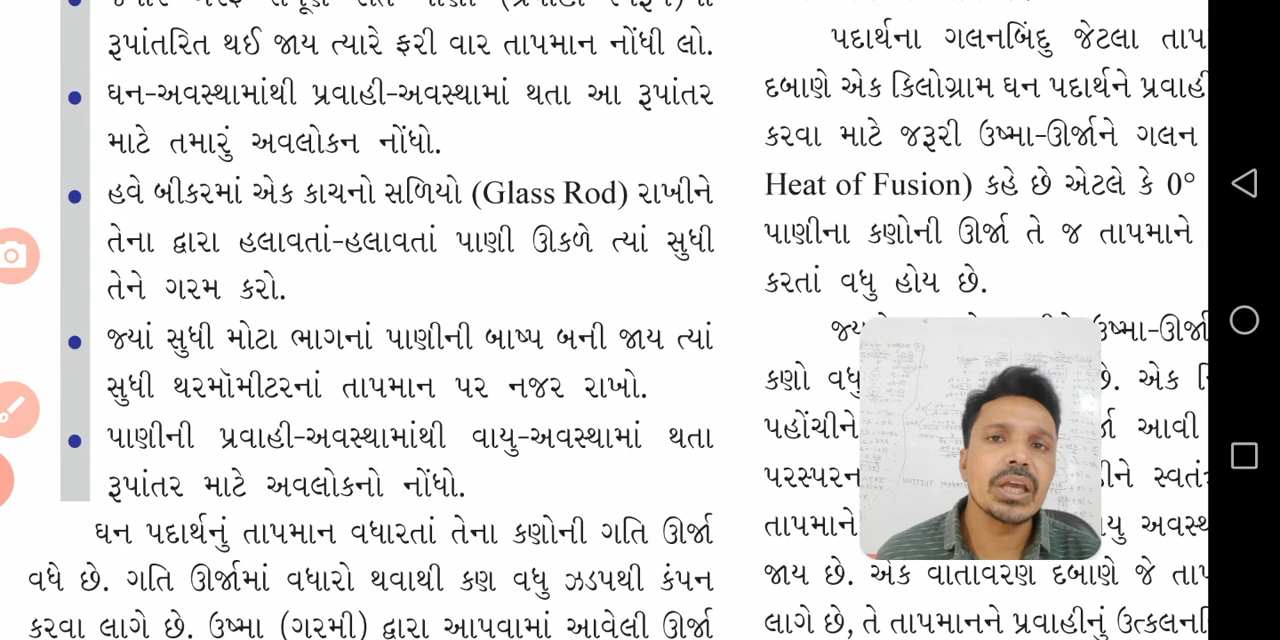 રૂપાંતરિત થઈ જાય ત્યારે ફરી વાર તાપમાન નોંધી લો.
ઘન-અવસ્થામાંથી પ્રવાહી-અવસ્થામાં થતા આ રૂપાંતર
માટે તમારું અવલોકન નોંધો.
હવે બીકરમાં એક કાચનો સળિયો (Glass Rod) રાખીને
તેના દ્વારા હલાવતાં-હલાવતાં પાણી ઊકળે ત્યાં સુધી
તેને ગરમ કરો.
જ્યાં સુધી મોટા ભાગનાં પાણીની બાષ્પ બની જાય ત્યાં
સુધી થરમૉમીટરનાં તાપમાન પર નજર રાખો.
પાણીની પ્રવાહી-અવસ્થામાંથી વાયુ-અવસ્થામાં થતા
રૂપાંતર માટે અવલોકનો નોંધો.
ઘન પદાર્થનું તાપમાન વધારતાં તેના કણોની ગતિ ઊર્જા
વધે છે. ગતિ ઊર્જામાં વધારો થવાથી કણ વધુ ઝડપથી કંપન
કરવા લાગે છે. ઉષ્મા (ગરમી) દ્વારા આપવામાં આવેલી ઊર્જા
પદાર્થના ગલનબિંદુ જેટલા તાપ
દબાણે એક કિલોગ્રામ ઘન પદાર્થને પ્રવાહી
કરવા માટે જરૂરી ઉષ્મા-ઊર્જાને ગલન
Heat of Fusion) કહે છે એટલે કે 0°
પાણીના કણોની ઊર્જા તે જ તાપમાને
કરતાં વધુ હોય છે.
ઉષ્મા-ઊર્જા
કણો વધુ છે. એક
પહોંચીને આવી
પરસ્પરન
તાપમાને
જાય છે. એક વાતાવરણ દબાણે જે તાપ
લાગે છે, તે તાપમાનને પ્રવાહીનું